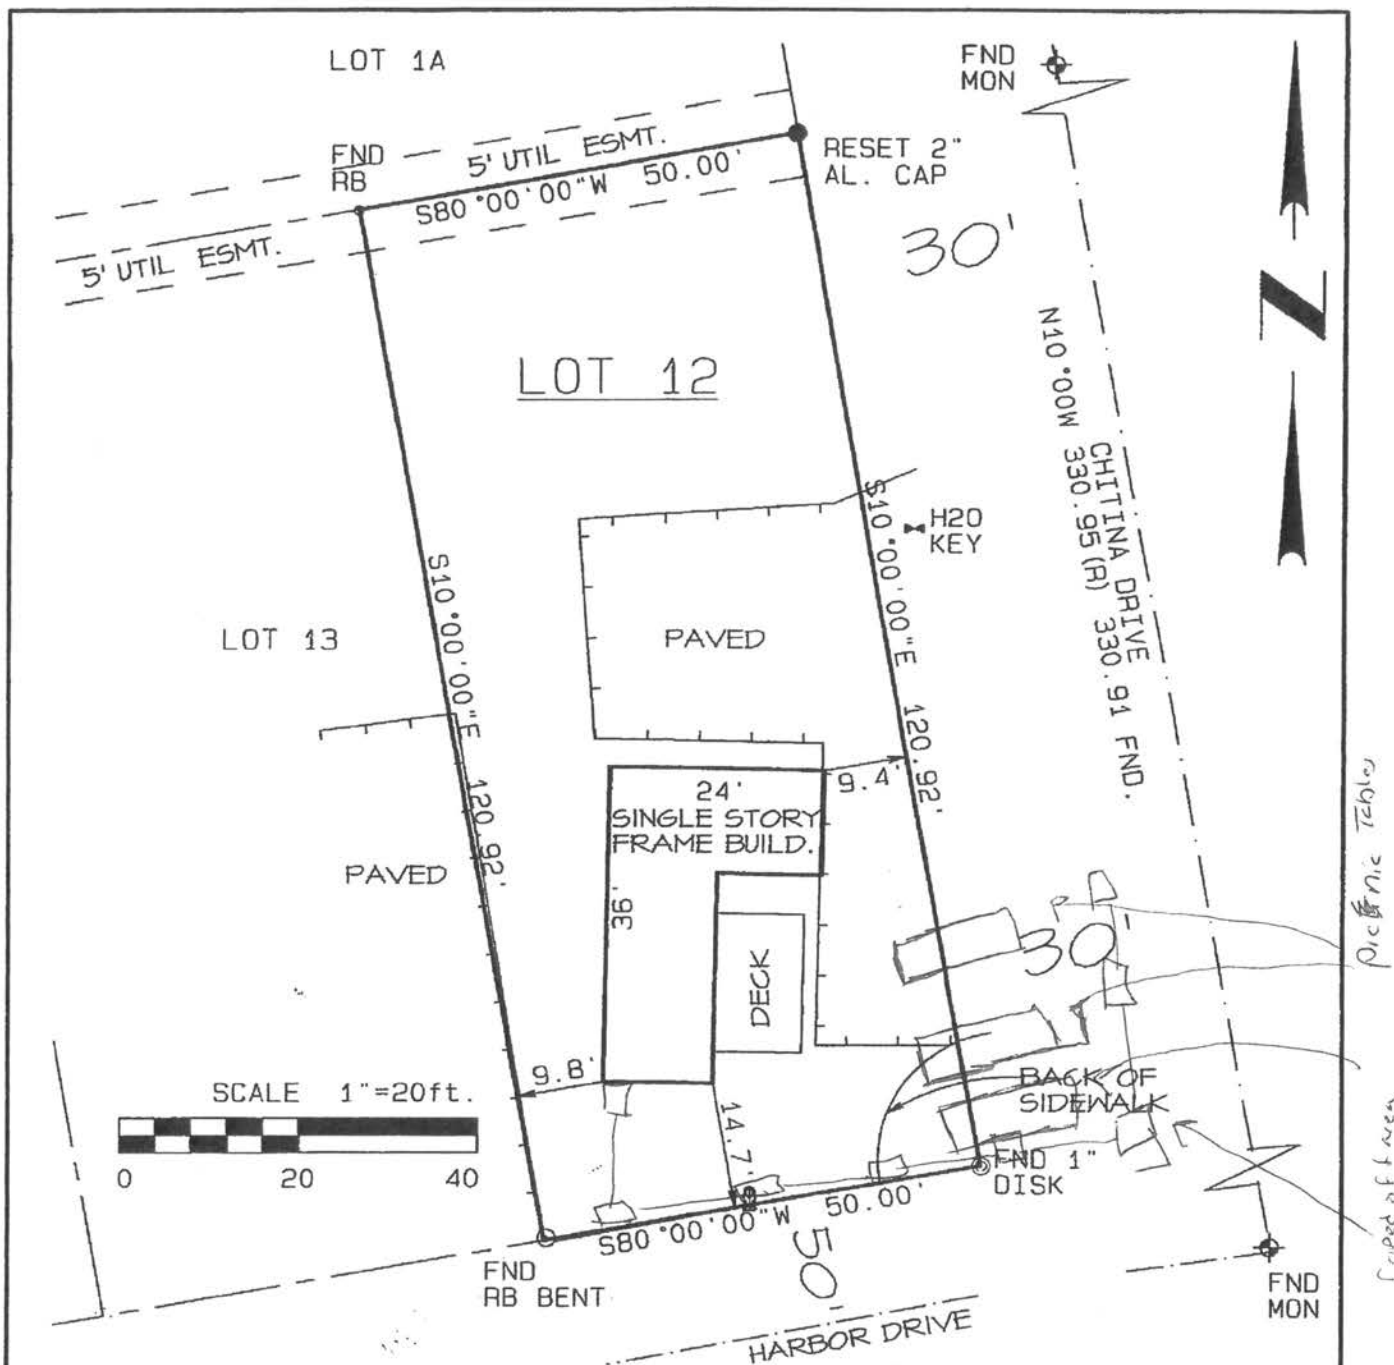 LOT 1A
FND
MON
FND
RB
5' UTIL ESMT.
S80°00'00"W 50.00'
RESET 2"
AL. CAP
5' UTIL ESMT.
30'
N
LOT 12
N10°00W 330.95(R) 330.91 FND.
CHITINA DRIVE
H20
KEY
S10°00'00"E 120.92'
S10°00'00"E 120.92'
LOT 13
PAVED
24'
9.4'
SINGLE STORY
FRAME BUILD.
PAVED
36'
DECK
30
Tables
9.8'
BACK OF
SIDEWALK
SCALE 1"=20ft.
0 20 40
14.7'
FND 1"
DISK
S80°00'00"W 50.00'
50'
FND
RB BENT
HARBOR DRIVE
FND
MON